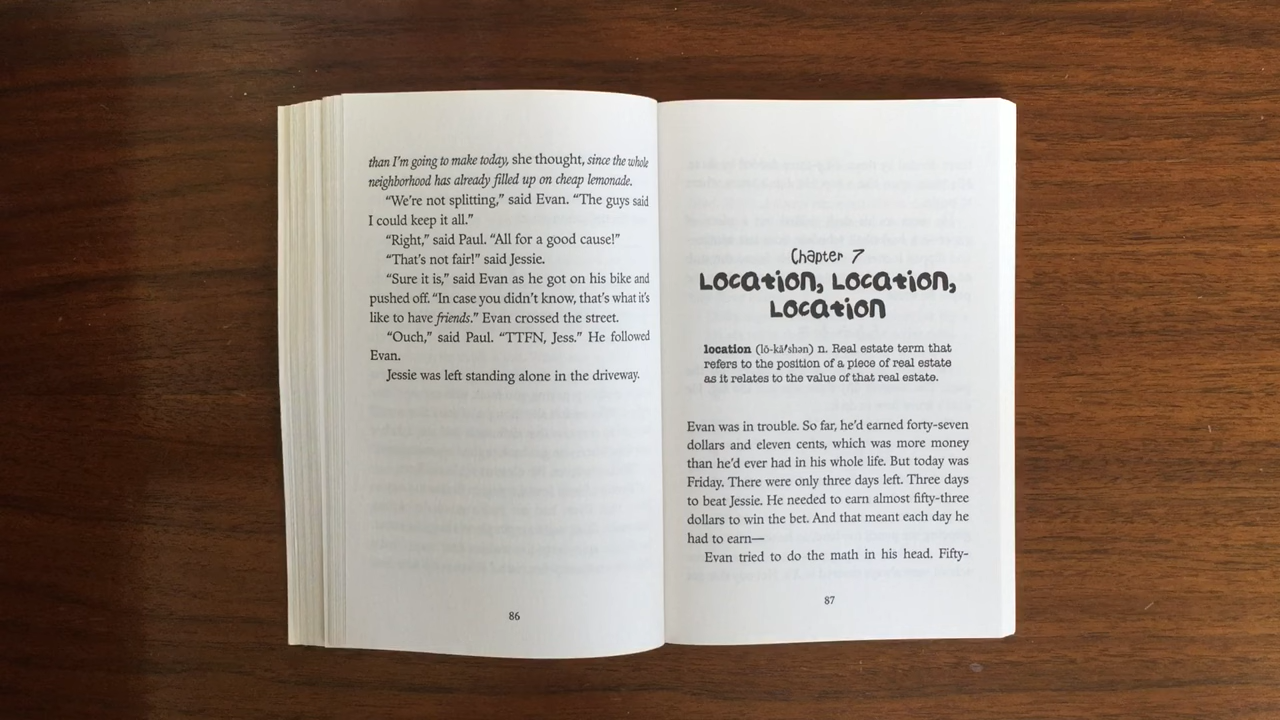 than I'm going to make today, she thought, since the whole
neighborhood has already filled up on cheap lemonade.
“We're not splitting,” said Evan. “The guys said
I could keep it all.”
“Right,” said Paul. “All for a good cause!”
“That's not fair!” said Jessie.
“Sure it is,” said Evan as he got on his bike and
pushed off. “In case you didn't know, that's what it's
like to have friends.” Evan crossed the street.
“Ouch,” said Paul. “TTFN, Jess.” He followed
Evan.
Jessie was left standing alone in the driveway.
86
Chapter 7
Location, Location,
Location
location (lō-kā′shən) n. Real estate term that
refers to the position of a piece of real estate
as it relates to the value of that real estate.
Evan was in trouble. So far, he'd earned forty-seven
dollars and eleven cents, which was more money
than he'd ever had in his whole life. But today was
Friday. There were only three days left. Three days
to beat Jessie. He needed to earn almost fifty-three
dollars to win the bet. And that meant each day he
had to earn—
Evan tried to do the math in his head. Fifty-
87